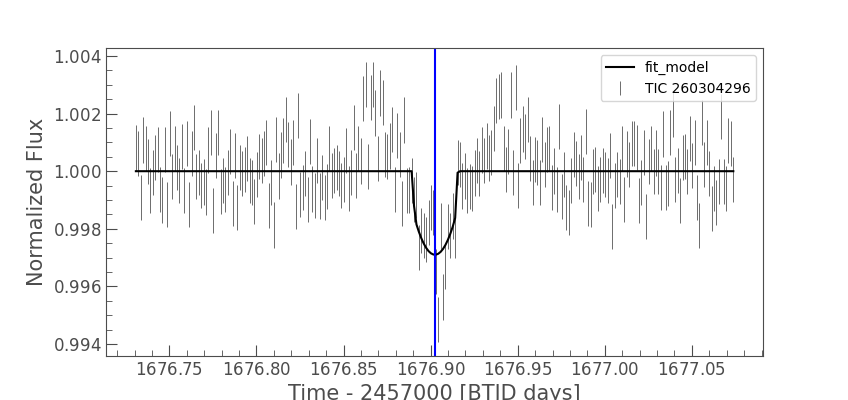 1.004
1.002
1.000
0.998
0.996
0.994
Normalized Flux
fit_model
TIC 260304296
1676.75 1676.80 1676.85 1676.90 1676.95 1677.00 1677.05
Time - 2457000 [BTJD days]